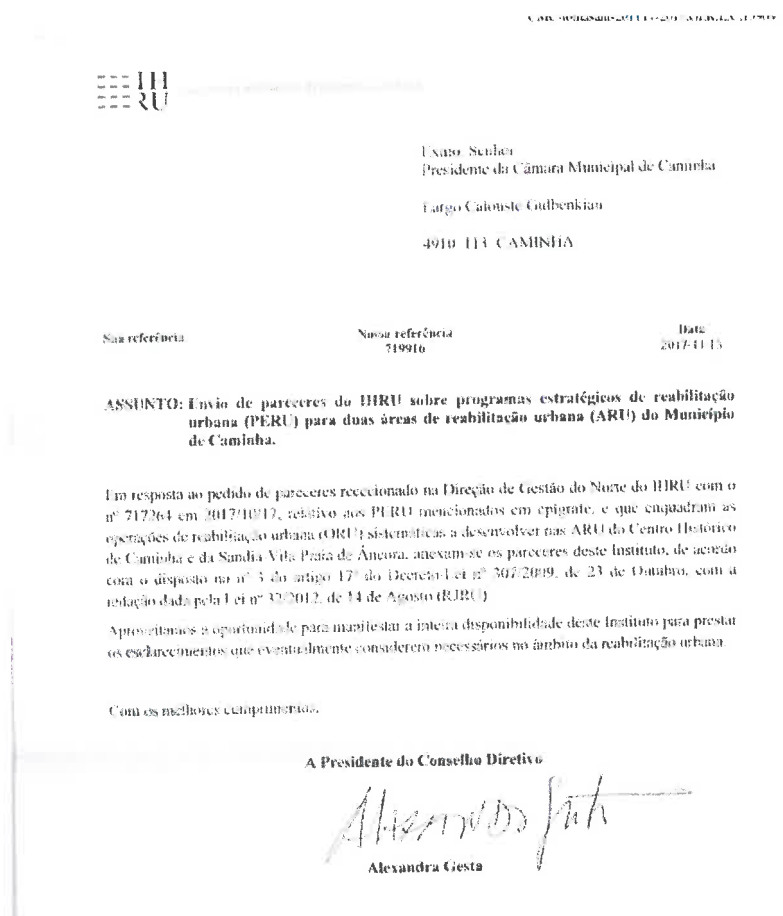 IH
RU
Exmo. Senhor
Presidente da Câmara Municipal de Caminha
Largo Calouste Gulbenkian
4910-113 CAMINHA
Sua referência
Nossa referência
719916
Data
2017-11-15
ASSUNTO: Envio de pareceres do IHRU sobre programas estratégicos de reabilitação
urbana (PERU) para duas áreas de reabilitação urbana (ARU) do Município
de Caminha.
Em resposta ao pedido de pareceres rececionado na Direção de Gestão do Norte do IHRU com o
nº 717264 em 2017/10/17, relativo aos PERU mencionados em epígrafe, e que enquadram as
operações de reabilitação urbana (ORU) sistemáticas a desenvolver nas ARU do Centro Histórico
de Caminha e da Sandia Vila Praia de Âncora, anexam-se os pareceres deste Instituto, de acordo
com o disposto na nº 3 do artigo 17º do Decreto-Lei nº 307/2009, de 23 de Outubro, com a
redação dada pela Lei nº 32/2012, de 14 de Agosto (RJRU)
Aproveitamos a oportunidade para manifestar a inteira disponibilidade deste Instituto para prestar
os esclarecimentos que eventualmente considerem necessários no âmbito da reabilitação urbana.
Com os melhores cumprimentos,
A Presidente do Conselho Diretivo
Alexandra Gesta